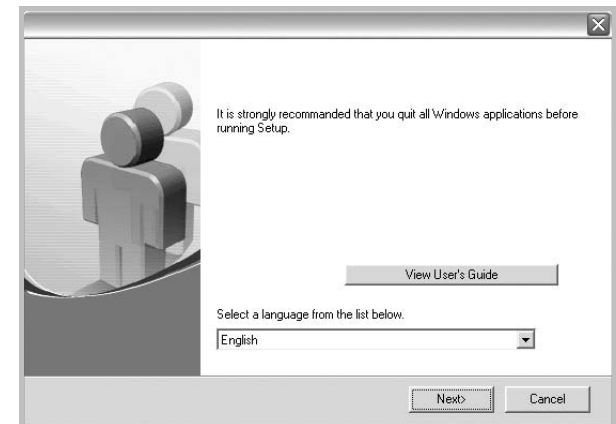 It is strongly recommanded that you quit all Windows applications before
running Setup.
View User's Guide
Select a language from the list below.
English
Next>
Cancel